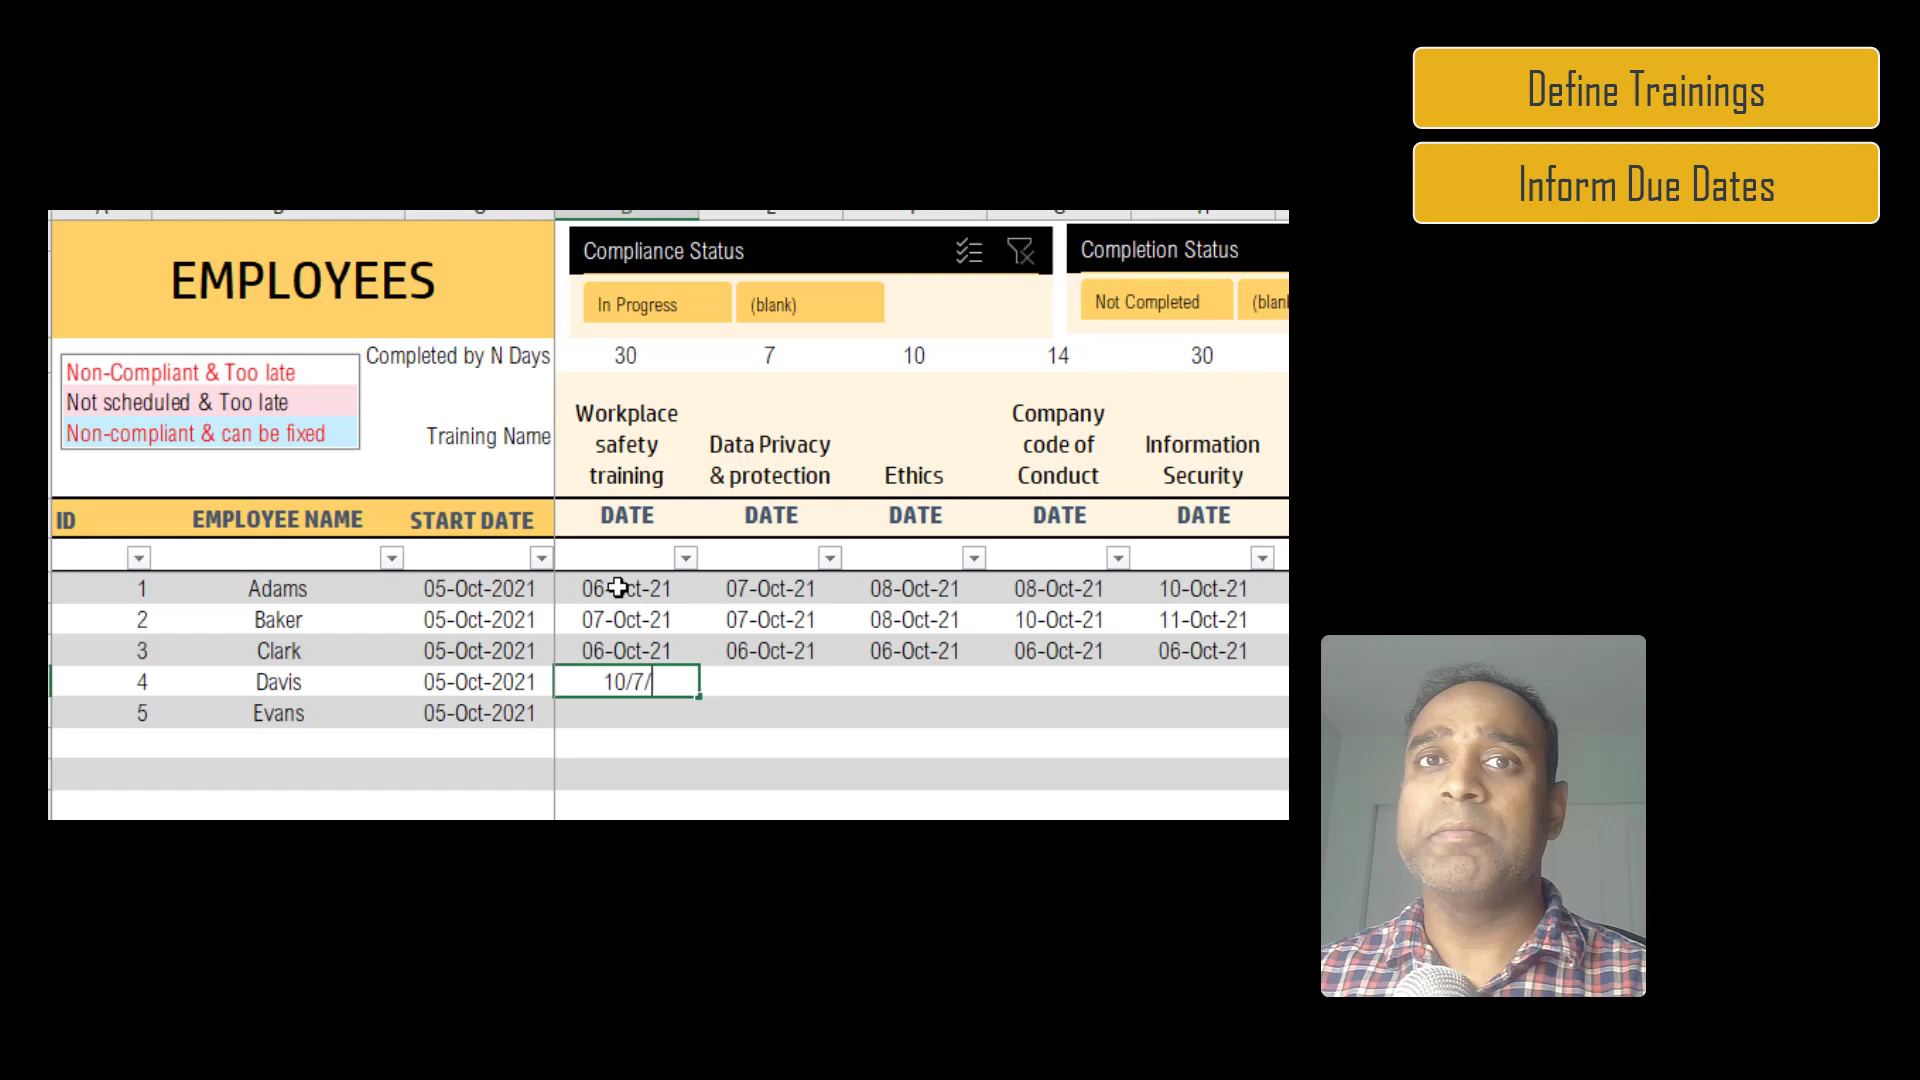 Define Trainings
Inform Due Dates
EMPLOYEES
Compliance Status
Completion Status
In Progress
(blank)
Not Completed
(blan
Completed by N Days
30 7 10 14 30
Non-Compliant & Too late
Not scheduled & Too late
Non-compliant & can be fixed
Training Name
Workplace
safety
training
Data Privacy
& protection
Ethics
Company
code of
Conduct
Information
Security
ID EMPLOYEE NAME START DATE DATE DATE DATE DATE DATE
1 Adams 05-Oct-2021 06-Oct-21 07-Oct-21 08-Oct-21 08-Oct-21 10-Oct-21
2 Baker 05-Oct-2021 07-Oct-21 07-Oct-21 08-Oct-21 10-Oct-21 11-Oct-21
3 Clark 05-Oct-2021 06-Oct-21 06-Oct-21 06-Oct-21 06-Oct-21 06-Oct-21
4 Davis 05-Oct-2021 10/7/
5 Evans 05-Oct-2021